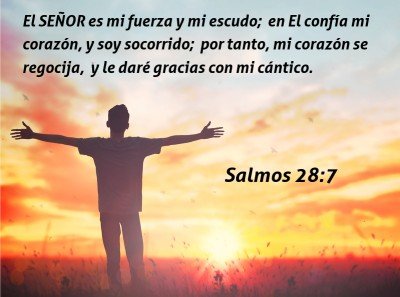 El SEÑOR es mi fuerza y mi escudo; en El confía mi
corazón, y soy socorrido; por tanto, mi corazón se
regocija, y le daré gracias con mi cántico.
Salmos 28:7